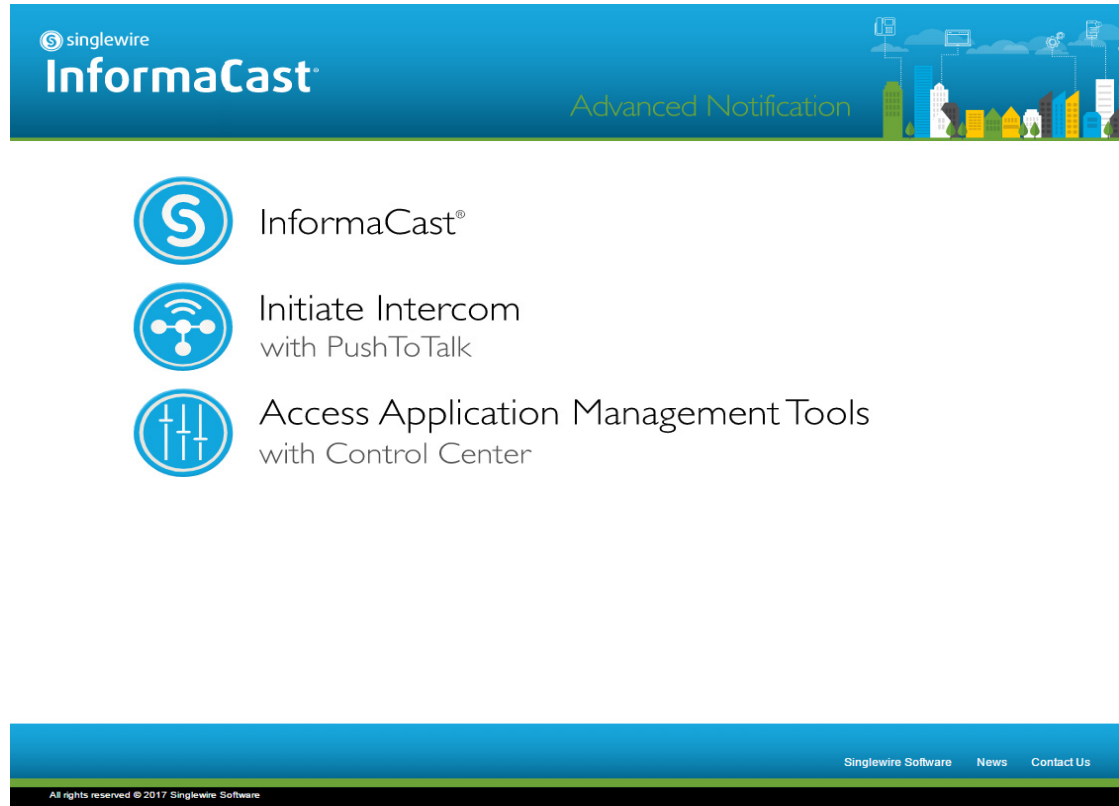 singlewire
InformaCast®
Advanced Notification
InformaCast®
Initiate Intercom
with PushToTalk
Access Application Management Tools
with Control Center
Singlewire Software News Contact Us
All rights reserved © 2017 Singlewire Software